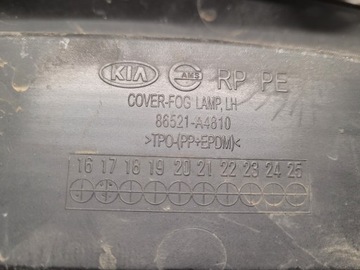 KIA AMS RP PE
COVER-FOG LAMP, LH
86521-A4810
>TPO-(PP+EPDM)<
16 17 18 19 20 21 22 23 24 25